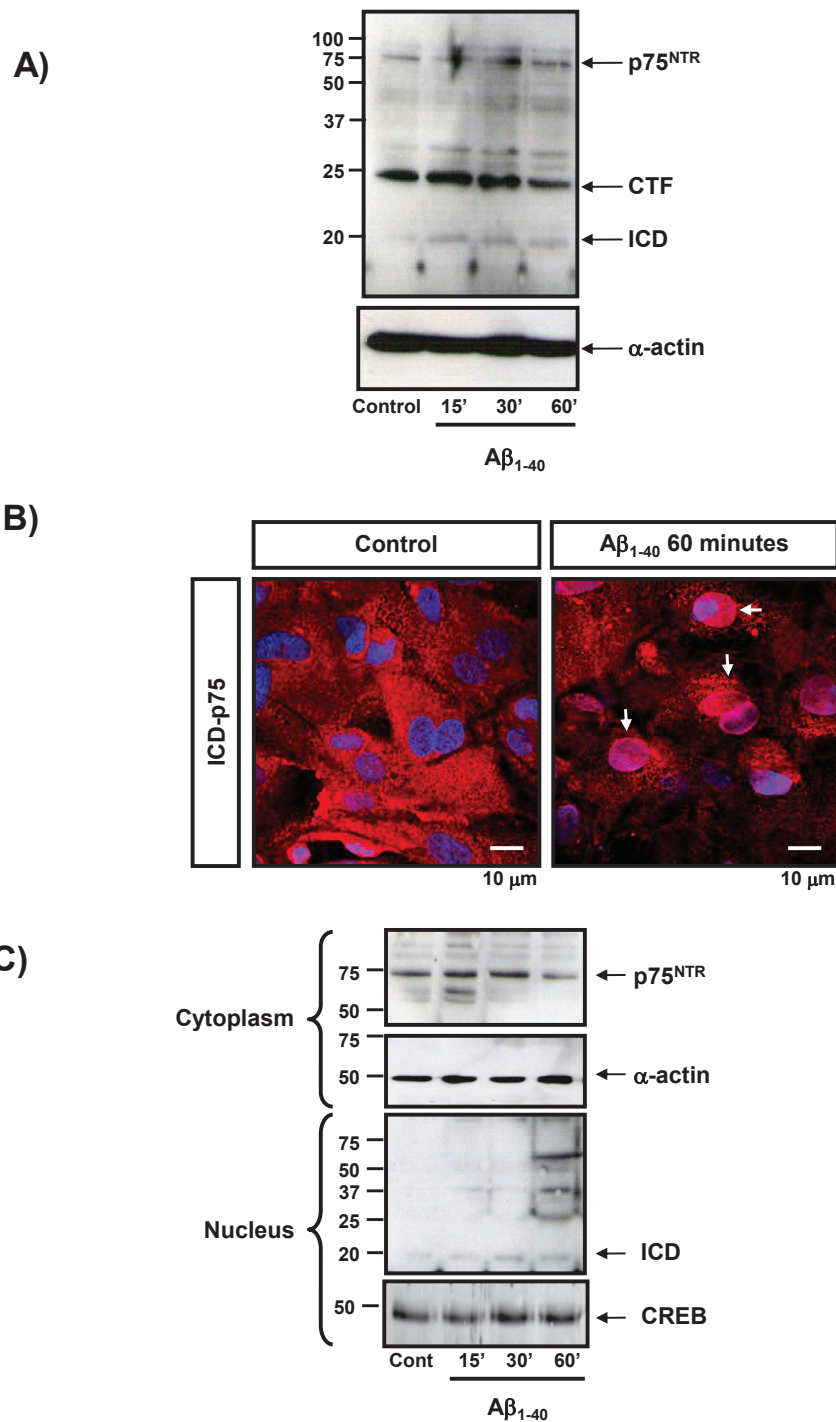 A)
100
75
50
37
25
20
p75NTR
CTF
ICD
α-actin
Control 15' 30' 60'
Aβ1-40
B)
Control
Aβ1-40 60 minutes
ICD-p75
10 μm
10 μm
C)
Cytoplasm
75
50
p75NTR
75
50
α-actin
Nucleus
75
50
37
25
20
ICD
50
CREB
Cont 15' 30' 60'
Aβ1-40